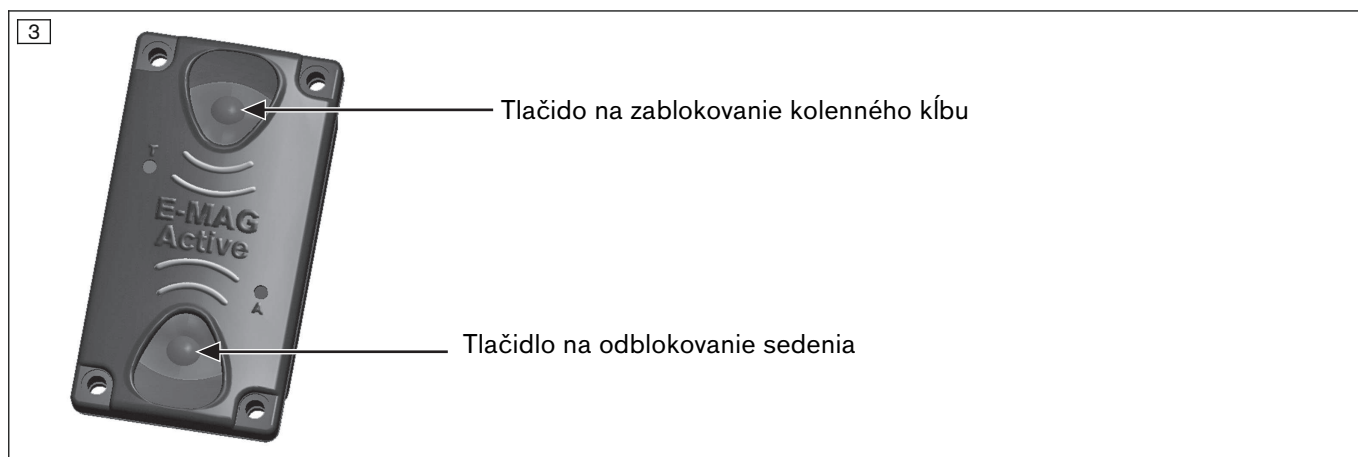 3
Tlačido na zablokovanie kolenného kĺbu
T
E-MAG
Active
A
Tlačidlo na odblokovanie sedenia